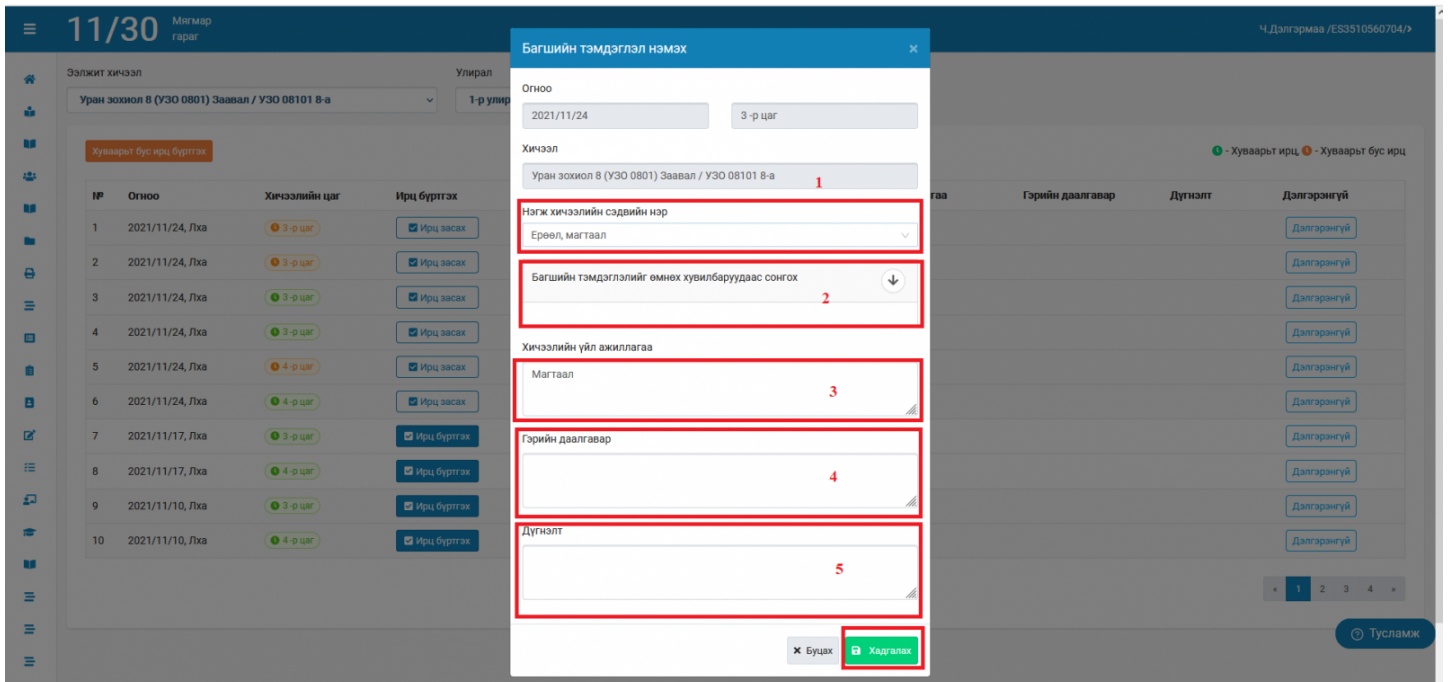 11/30 Мягмар гараг
Ч.Дэлгэрмаа /ES3510560704/>
Ээлжит хичээл
Улирал
Уран зохиол 8 (УЗО 0801) Заавал / УЗО 08101 8-а
1-р улир
Хуваарьт бус ирц бүртгэх
- Хуваарьт ирц, - Хуваарьт бус ирц
№ Огноо Хичээлийн цаг Ирц бүртгэх гаа Гэрийн даалгавар Дүгнэлт Дэлгэрэнгүй
1 2021/11/24, Лха 3-р цаг Ирц засах Дэлгэрэнгүй
2 2021/11/24, Лха 3-р цаг Ирц засах Дэлгэрэнгүй
3 2021/11/24, Лха 3-р цаг Ирц засах Дэлгэрэнгүй
4 2021/11/24, Лха 3-р цаг Ирц засах Дэлгэрэнгүй
5 2021/11/24, Лха 4-р цаг Ирц засах Дэлгэрэнгүй
6 2021/11/24, Лха 4-р цаг Ирц засах Дэлгэрэнгүй
7 2021/11/17, Лха 3-р цаг Ирц бүртгэх Дэлгэрэнгүй
8 2021/11/17, Лха 4-р цаг Ирц бүртгэх Дэлгэрэнгүй
9 2021/11/10, Лха 3-р цаг Ирц бүртгэх Дэлгэрэнгүй
10 2021/11/10, Лха 4-р цаг Ирц бүртгэх Дэлгэрэнгүй
« 1 2 3 4 »
Тусламж
Багшийн тэмдэглэл нэмэх ×
Огноо
2021/11/24 3 -р цаг
Хичээл
Уран зохиол 8 (УЗО 0801) Заавал / УЗО 08101 8-а
1
Нэгж хичээлийн сэдвийн нэр
Ерөөл, магтаал
Багшийн тэмдэглэлийг өмнөх хувилбаруудаас сонгох
2
Хичээлийн үйл ажиллагаа
Магтаал
3
Гэрийн даалгавар
4
Дүгнэлт
5
Буцах Хадгалах